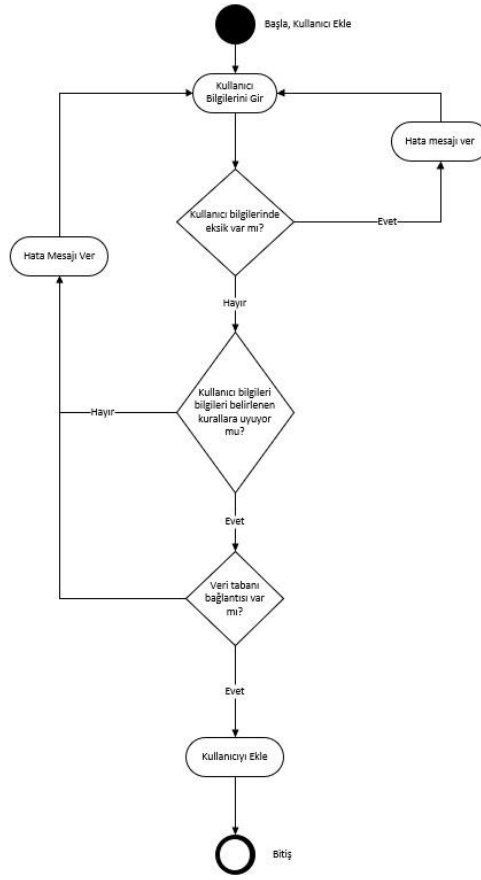 Başla, Kullanıcı Ekle
Kullanıcı
Bilgilerini Gir
Hata mesajı ver
Kullanıcı bilgilerinde
eksik var mı?
Evet
Hata Mesajı Ver
Hayır
Kullanıcı bilgileri
bilgileri belirlenen
kurallara uyuyor
mu?
Hayır
Evet
Veri tabanı
bağlantısı var
mı?
Evet
Kullanıcıyı Ekle
Bitiş